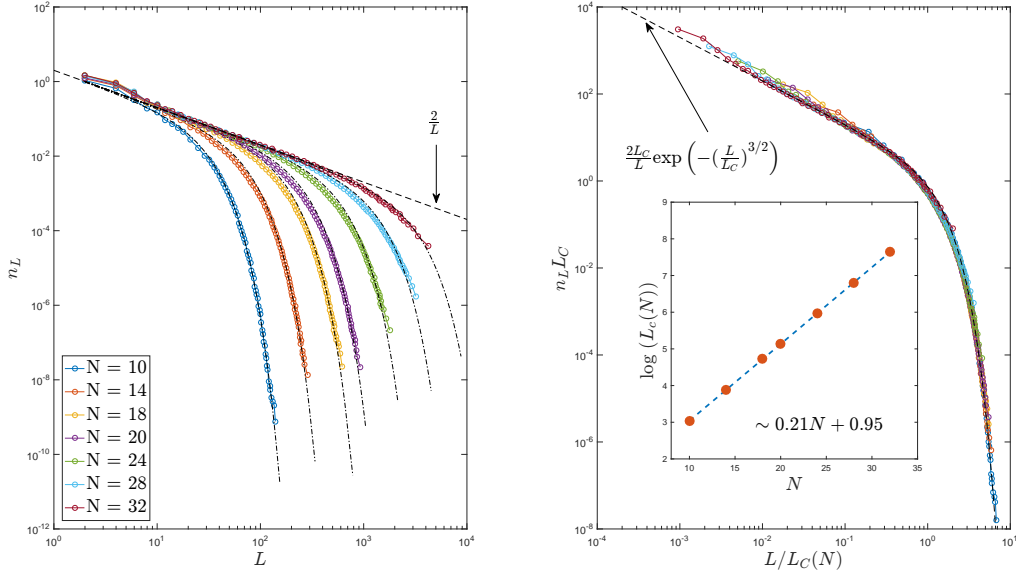 10^2
10^0
10^-2
10^-4
10^-6
10^-8
10^-10
10^-12
n_L
2/L
N = 10
N = 14
N = 18
N = 20
N = 24
N = 28
N = 32
10^0 10^1 10^2 10^3 10^4
L
10^4
10^2
10^0
10^-2
10^-4
10^-6
10^-8
n_L L_C
2L_C/L exp(-(L/L_C)^3/2)
9
8
7
6
5
4
3
2
log (L_c(N))
∼ 0.21N + 0.95
10 15 20 25 30 35
N
10^-4 10^-3 10^-2 10^-1 10^0 10^1
L/L_C(N)